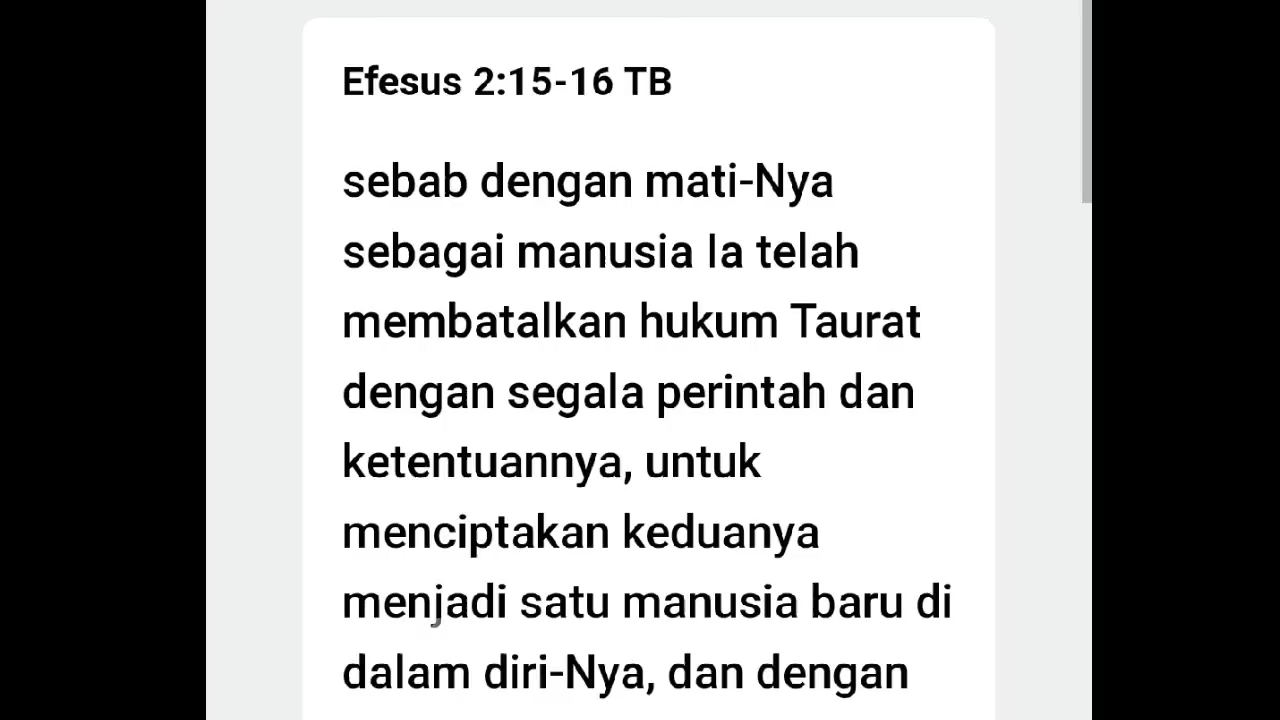 Efesus 2:15-16 TB
sebab dengan mati-Nya
sebagai manusia Ia telah
membatalkan hukum Taurat
dengan segala perintah dan
ketentuannya, untuk
menciptakan keduanya
menjadi satu manusia baru di
dalam diri-Nya, dan dengan